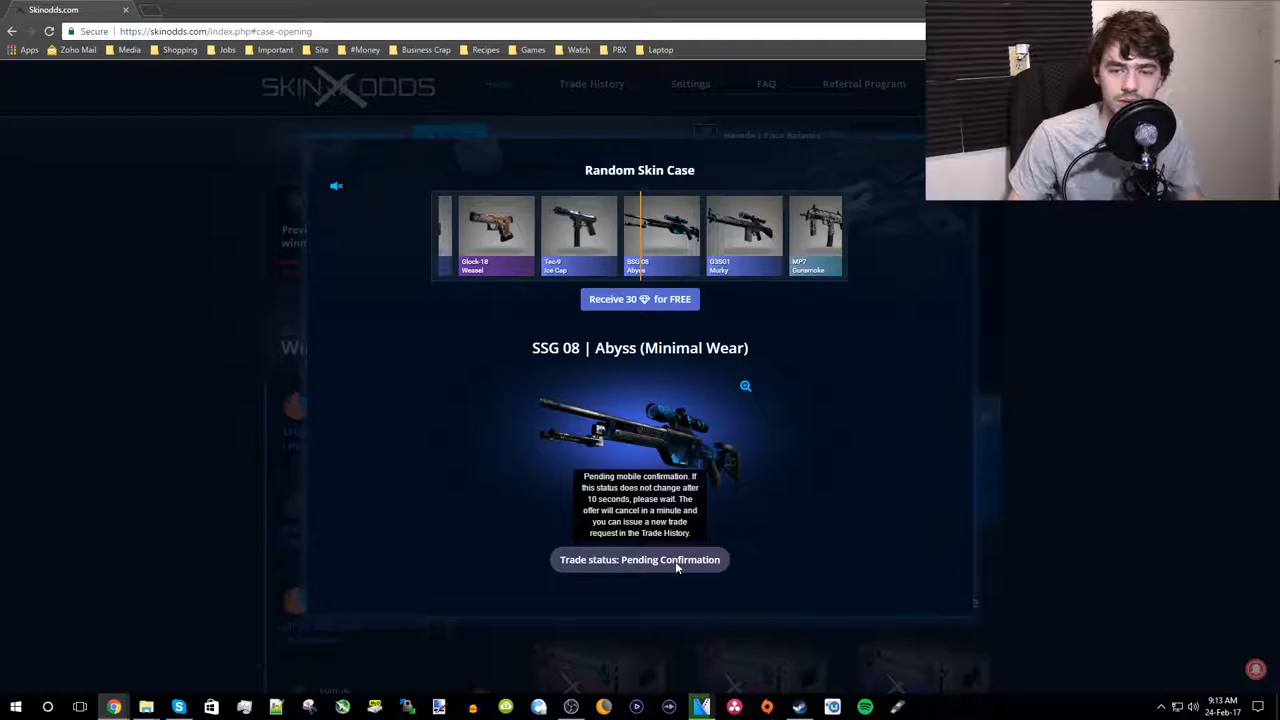 Skinodds.com
Secure
https://skinodds.com/index.php#case-opening
Apps
Zoho Mail
Media
Shopping
Jobs
Important
Site
#Money
Business Crap
Recipes
Games
Watch
PBX
Laptop
SKIN ODDS
Home
Trade History
Settings
FAQ
Referral Program
Random Skin Case
Glock-18
Weasel
Tec-9
Ice Cap
SSG 08
Abyss
G3SG1
Murky
MP7
Gunsmoke
Receive 30 for FREE
SSG 08 | Abyss (Minimal Wear)
Pending mobile confirmation. If
this status does not change after
10 seconds, please wait. The
offer will cancel in a minute and
you can issue a new trade
request in the Trade History.
Trade status: Pending Confirmation
9:13 AM
24-Feb-17